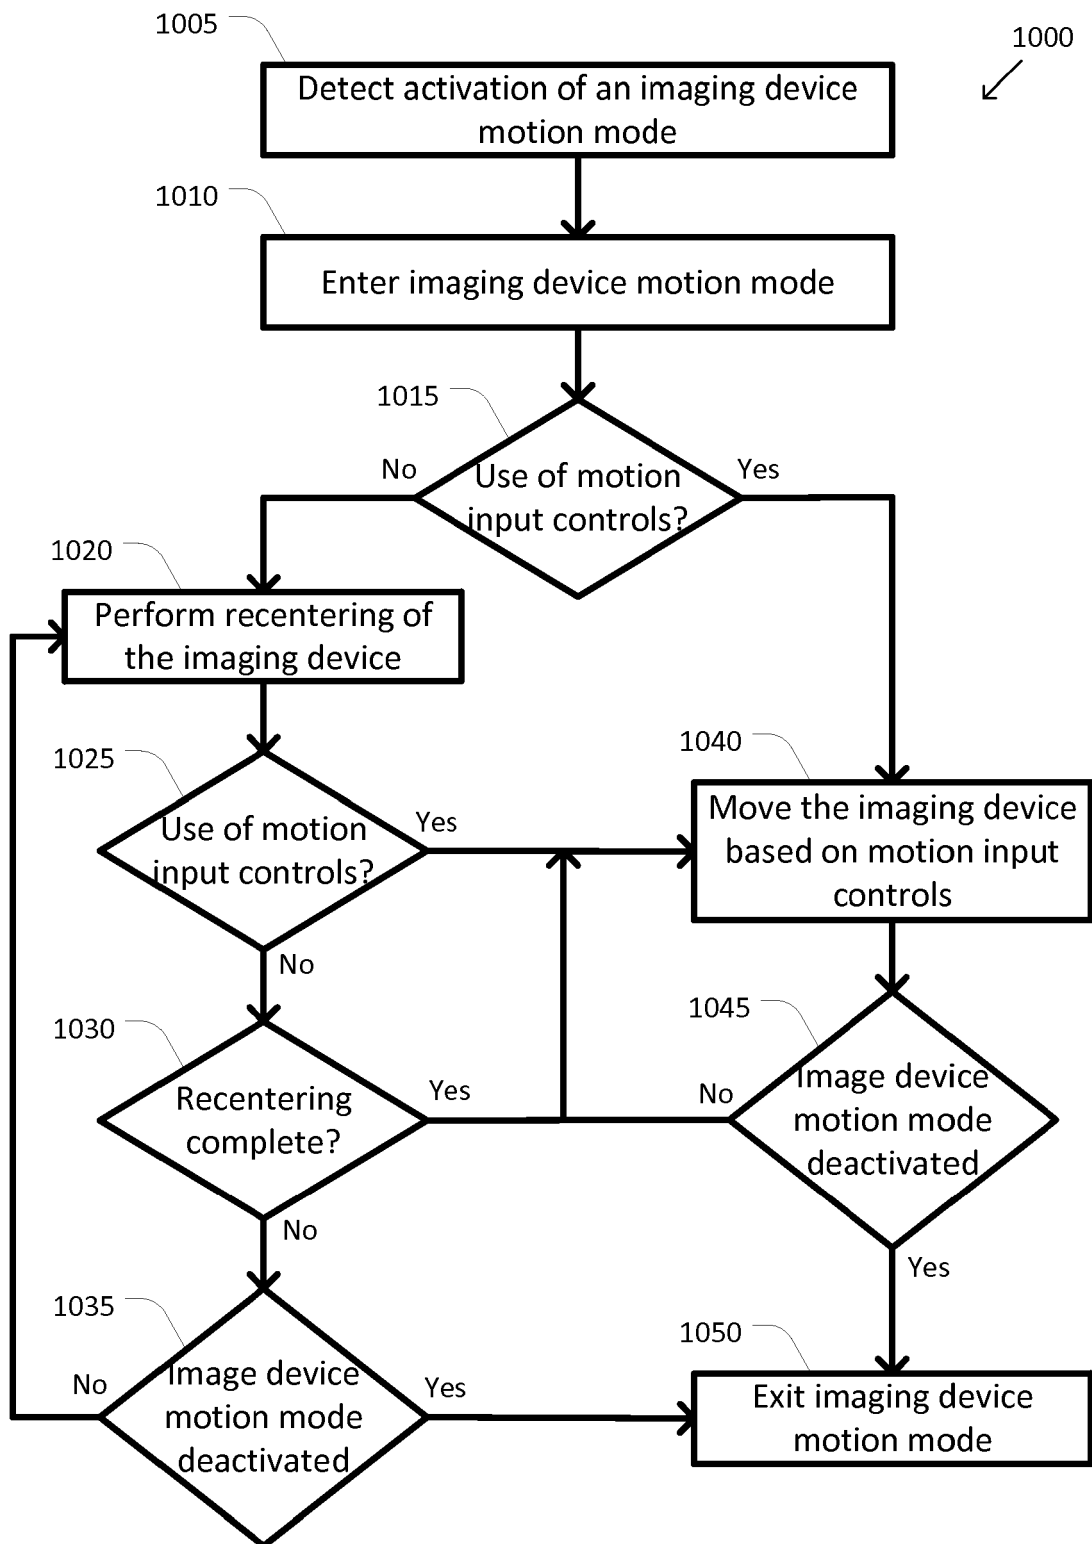 1005
1000
Detect activation of an imaging device
motion mode
1010
Enter imaging device motion mode
1015
No
Yes
Use of motion
input controls?
1020
Perform recentering of
the imaging device
1025
Use of motion
input controls?
Yes
No
1040
Move the imaging device
based on motion input
controls
1030
Recentering
complete?
Yes
No
1045
No
Image device
motion mode
deactivated
Yes
1035
No
Image device
motion mode
deactivated
Yes
1050
Exit imaging device
motion mode